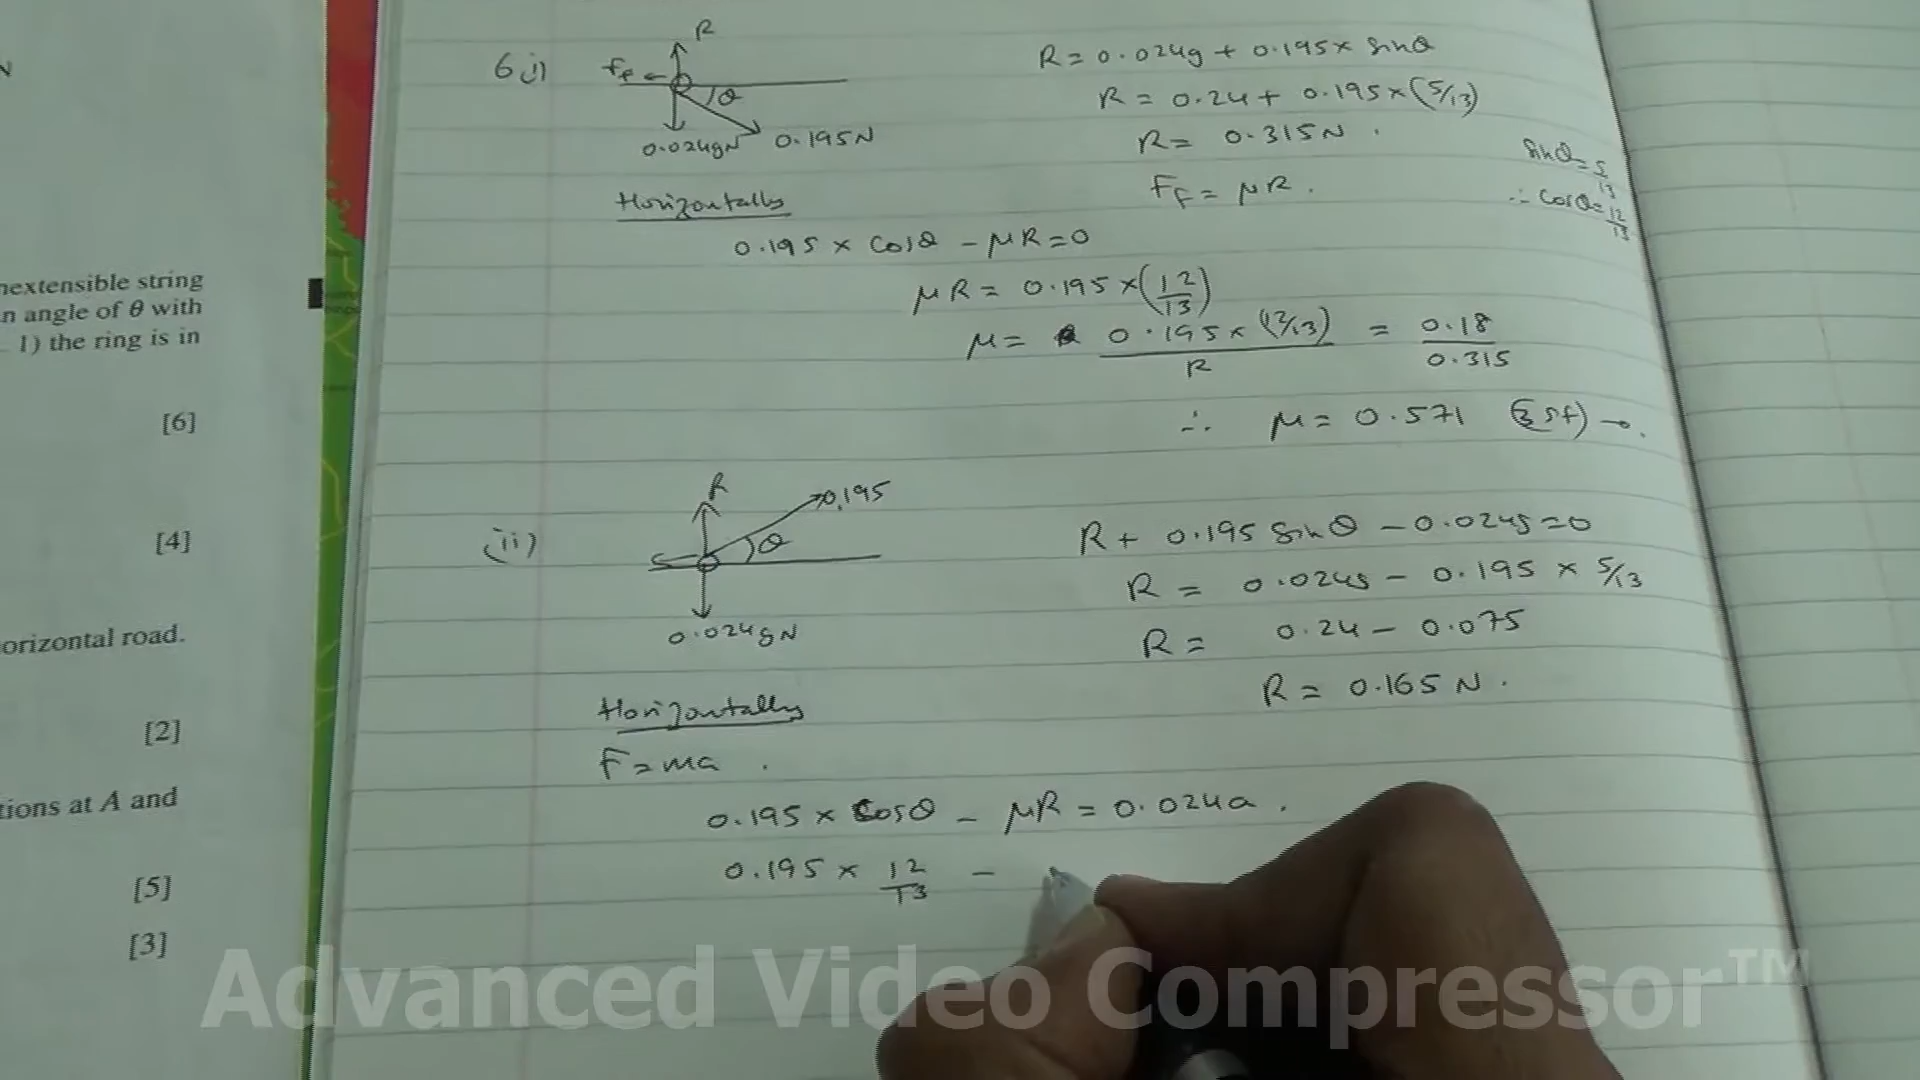 N
nextensible string
n angle of θ with
1) the ring is in
[6]
[4]
orizontal road.
[2]
tions at A and
[5]
[3]
6 i)
R
Ff
θ
0.024gN
0.195N
R = 0.024g + 0.195 × sinθ
R = 0.24 + 0.195 × (5/13)
R = 0.315N .
Ff = μR .
sinθ = 5/13
∴ cosθ = 12/13
Horizontally
0.195 × cosθ – μR = 0
μR = 0.195 × (12/13)
μ = 0.195 × (12/13) / R = 0.18 / 0.315
∴ μ = 0.571 (3 sf)
(ii)
R
0.195
θ
0.024gN
R + 0.195 sinθ – 0.024g = 0
R = 0.024g – 0.195 × 5/13
R = 0.24 – 0.075
R = 0.165 N .
Horizontally
F = ma .
0.195 × cosθ – μR = 0.024a .
0.195 × 12/13 –
Advanced Video Compressor™